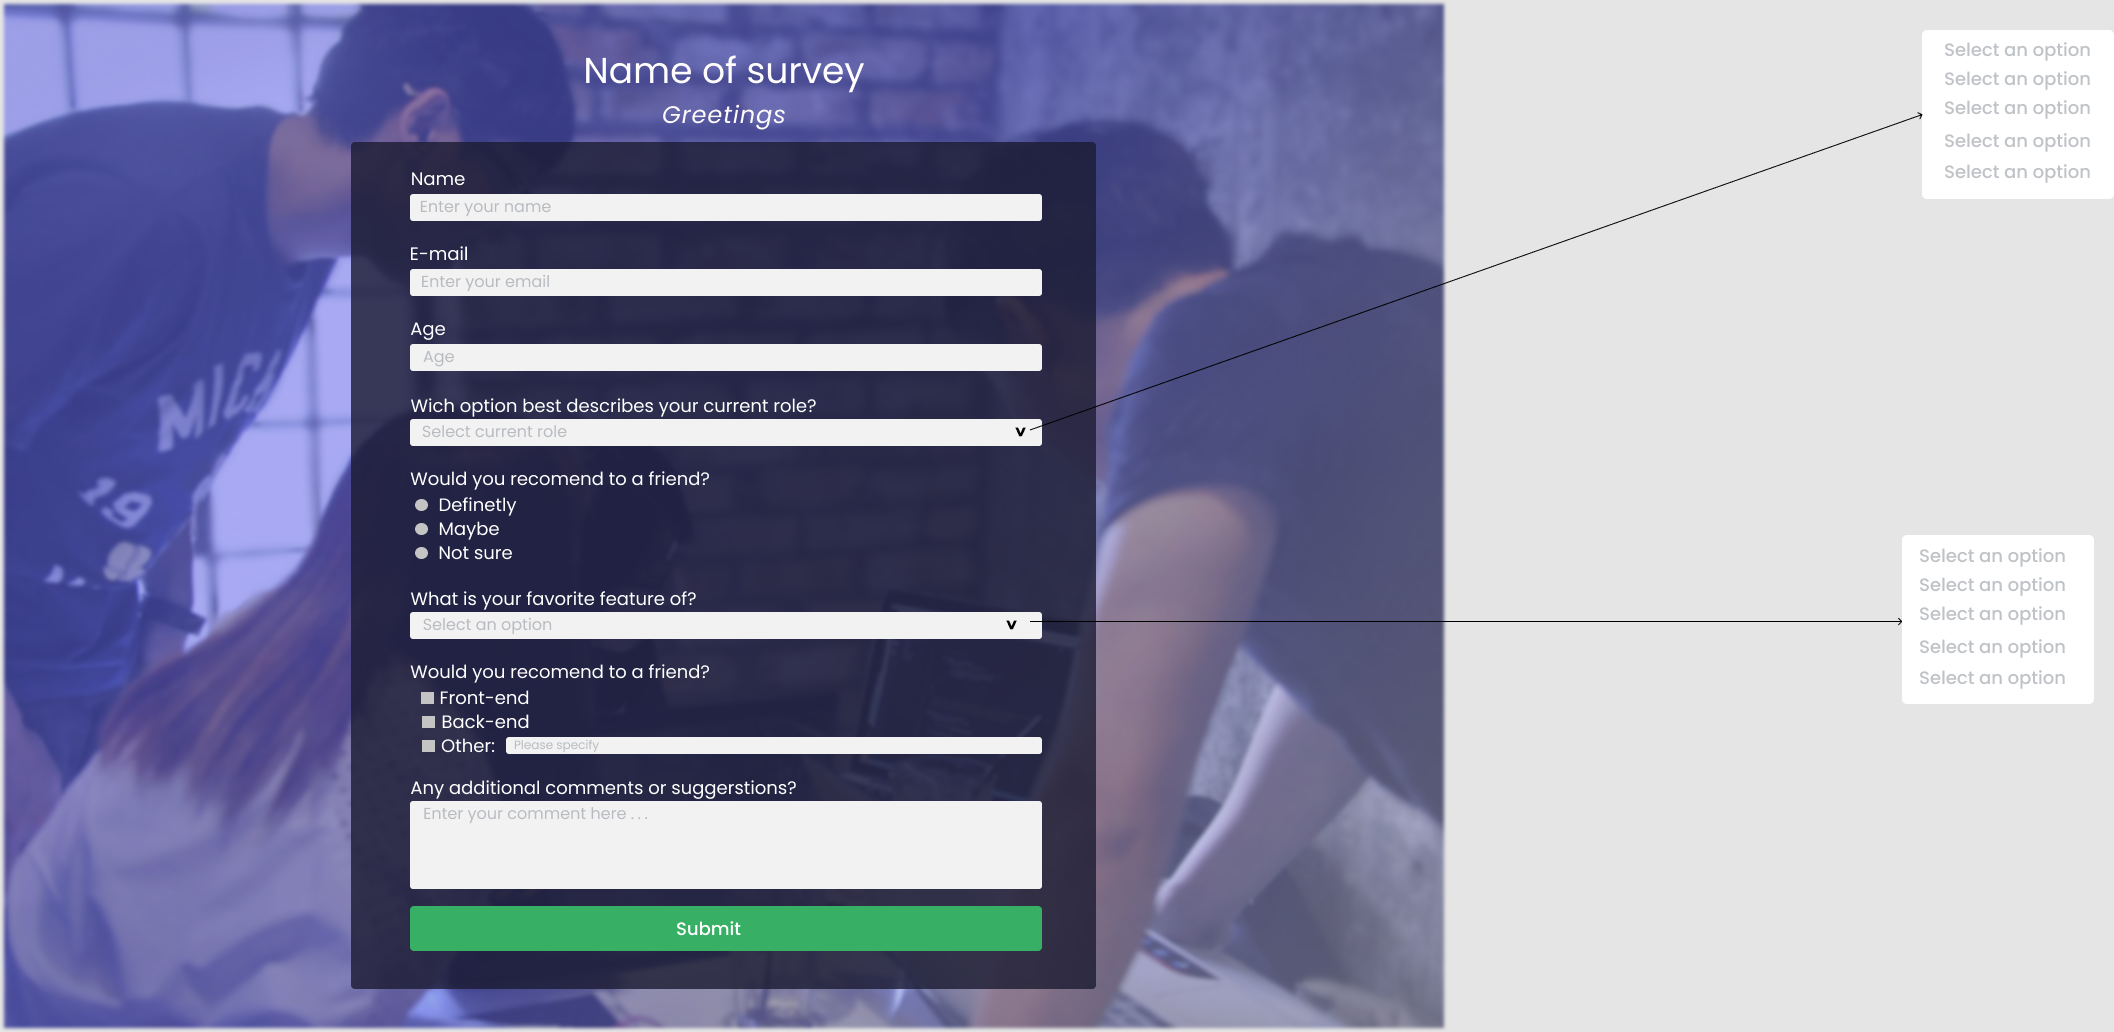 Name of survey
Greetings
Name
Enter your name
E-mail
Enter your email
Age
Age
Wich option best describes your current role?
Select current role v
Would you recomend to a friend?
Definetly
Maybe
Not sure
What is your favorite feature of?
Select an option v
Would you recomend to a friend?
Front-end
Back-end
Other: Please specify
Any additional comments or suggerstions?
Enter your comment here . . .
Submit
Select an option
Select an option
Select an option
Select an option
Select an option
Select an option
Select an option
Select an option
Select an option
Select an option
MICH
19